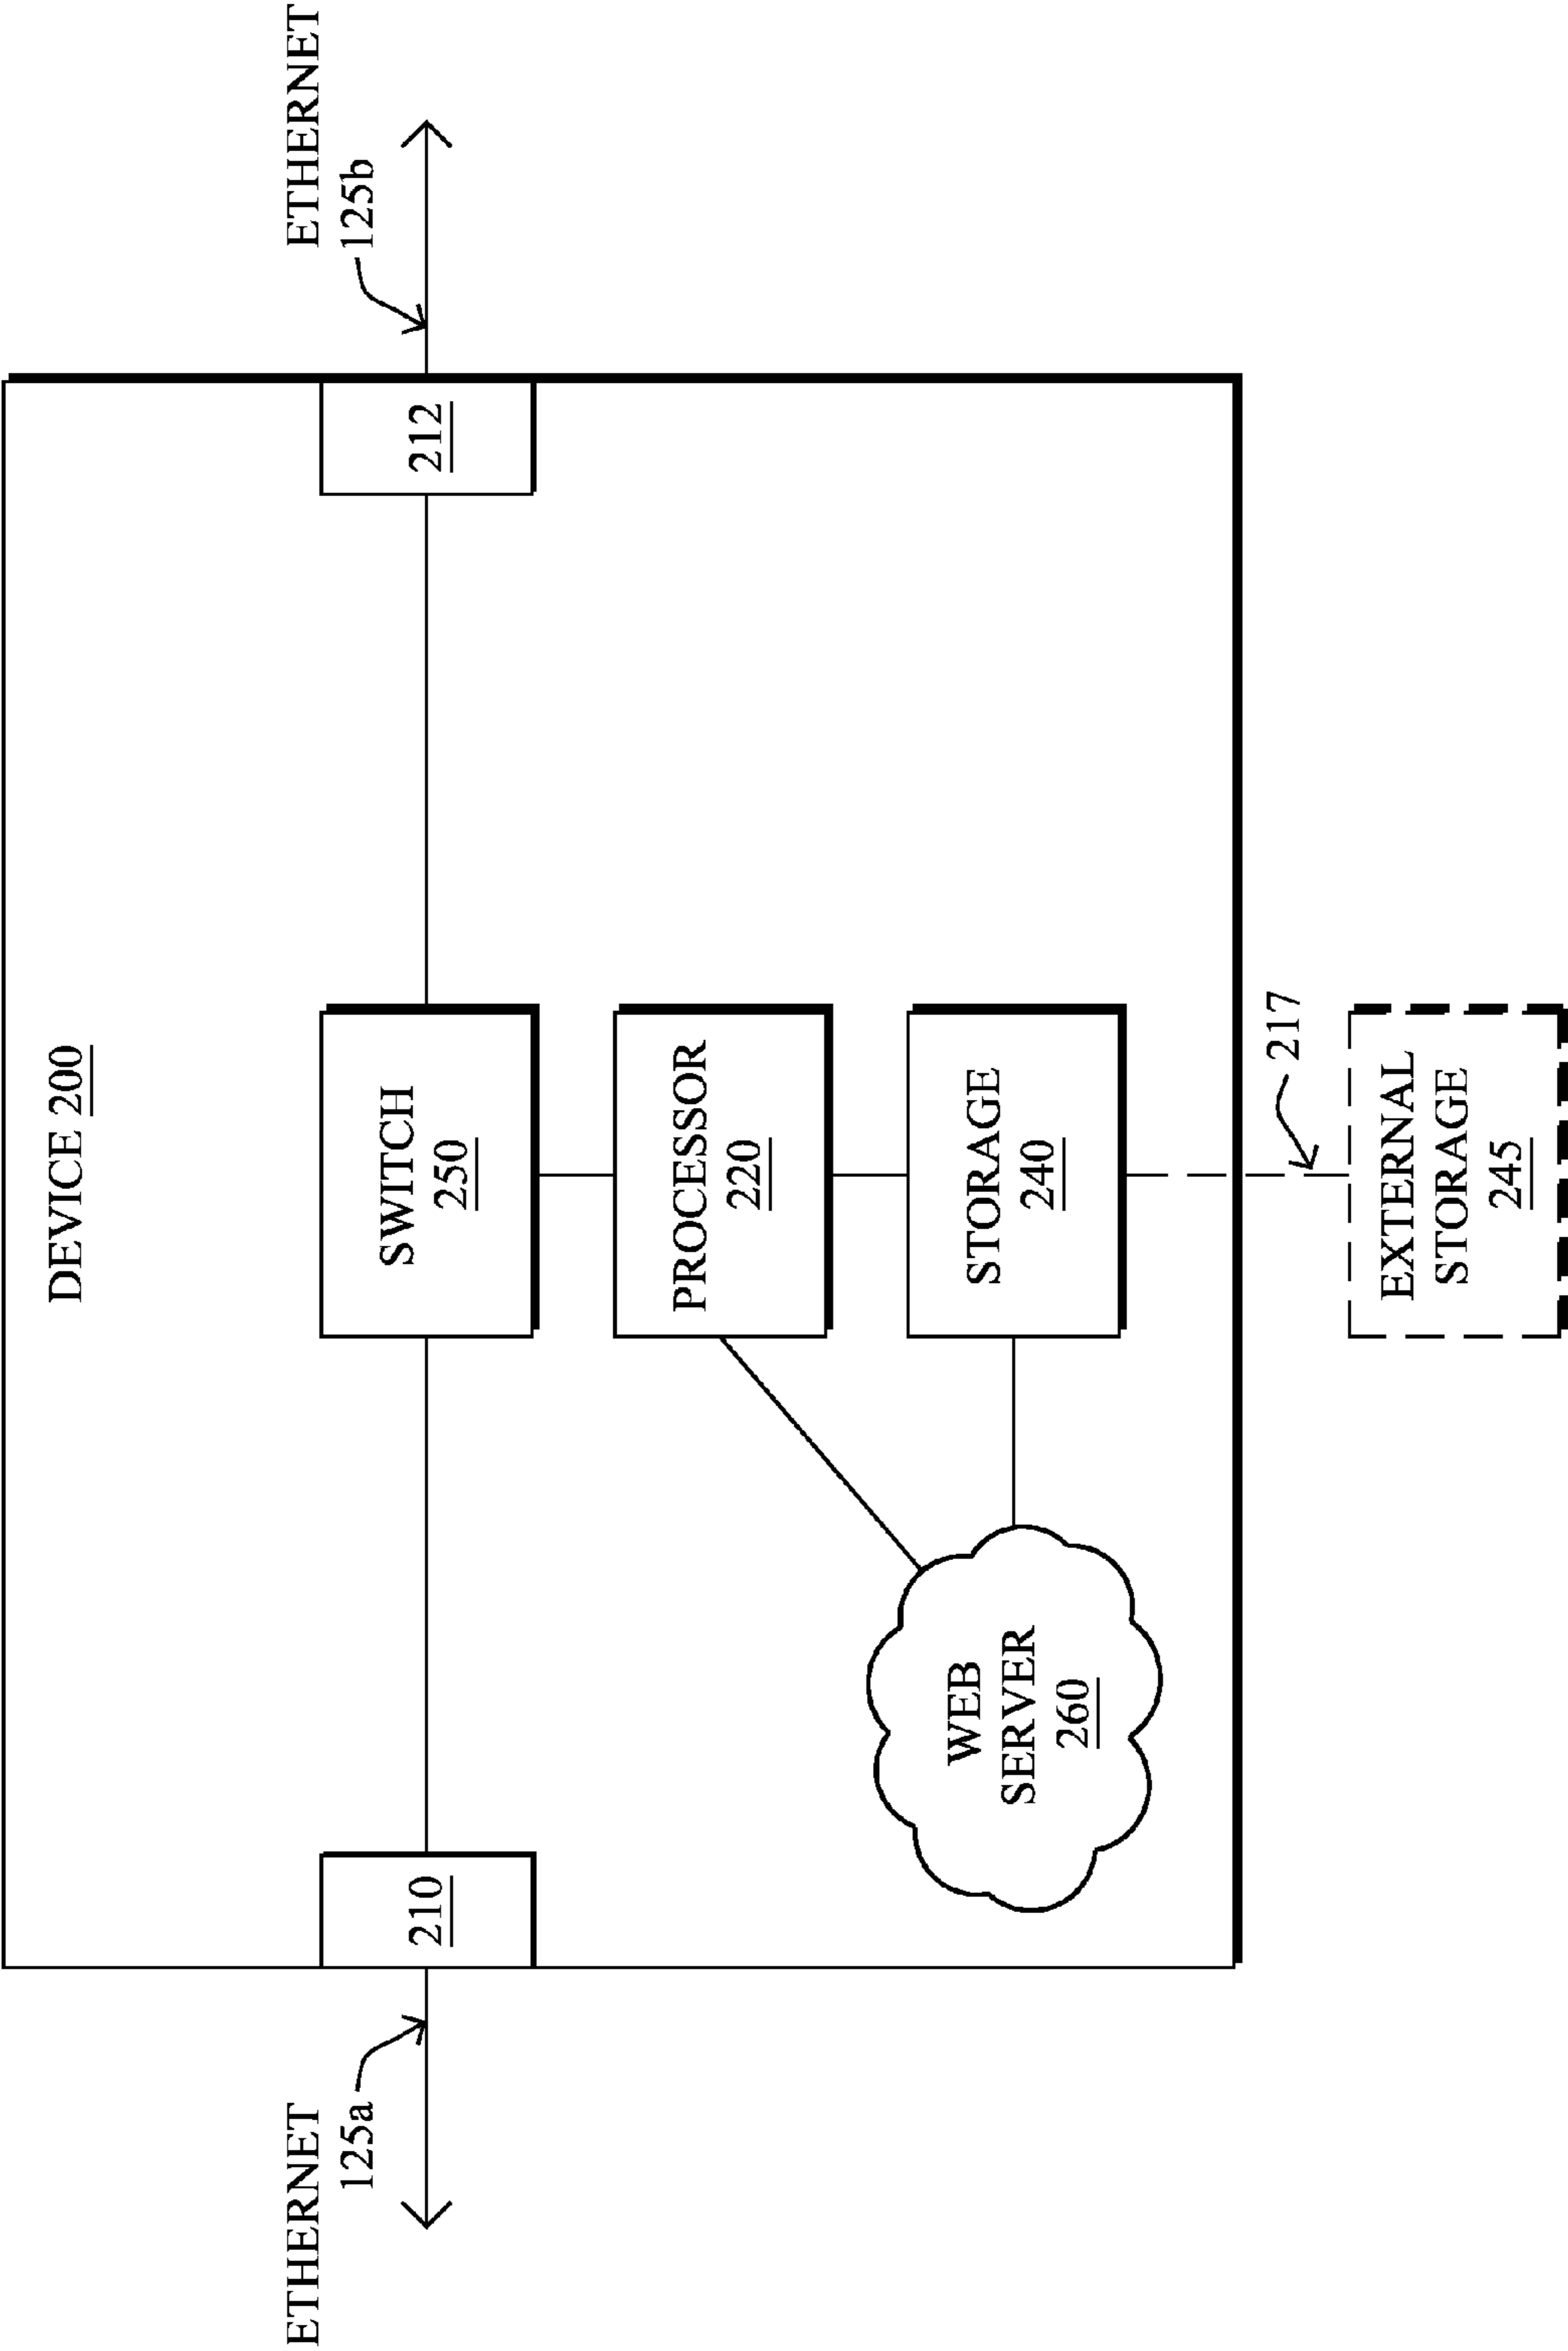 DEVICE 200
ETHERNET
125a
ETHERNET
125b
210
SWITCH
250
212
PROCESSOR
220
STORAGE
240
WEB
SERVER
260
217
EXTERNAL
STORAGE
245